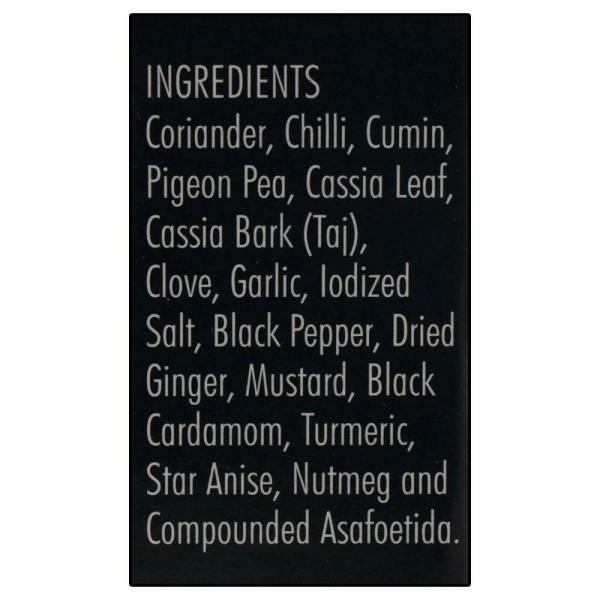 INGREDIENTS
Coriander, Chilli, Cumin,
Pigeon Pea, Cassia Leaf,
Cassia Bark (Taj),
Clove, Garlic, Iodized
Salt, Black Pepper, Dried
Ginger, Mustard, Black
Cardamom, Turmeric,
Star Anise, Nutmeg and
Compounded Asafoetida.